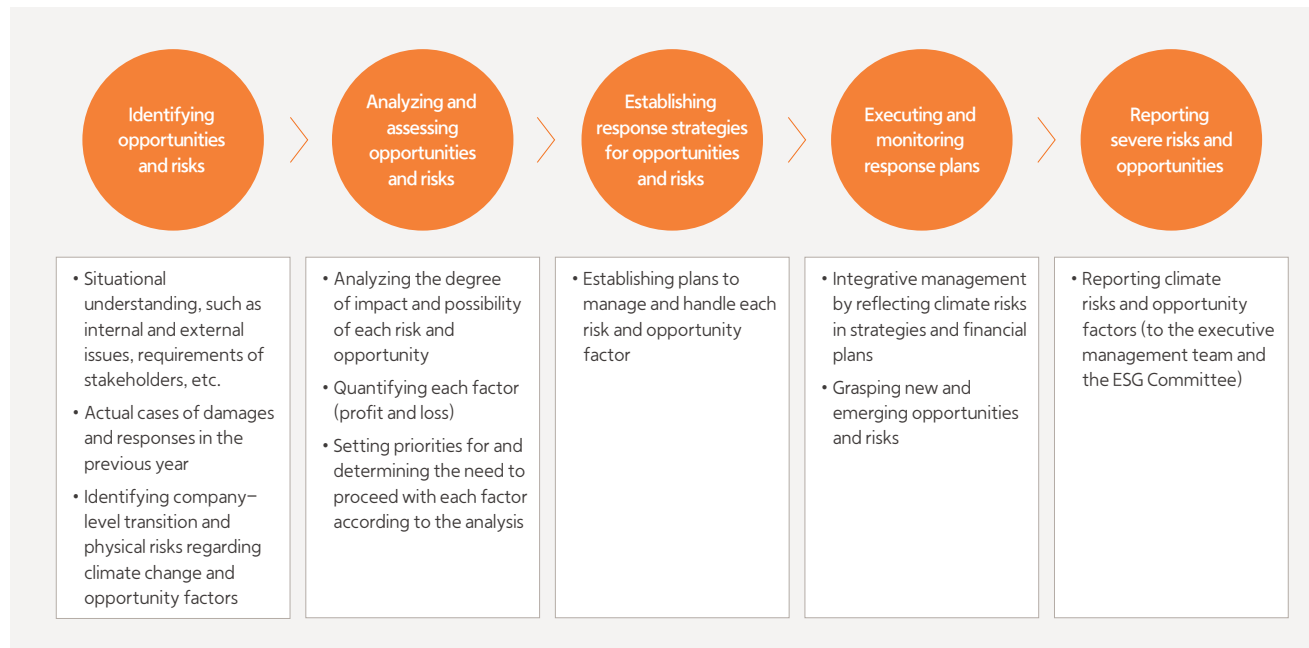 Identifying
opportunities
and risks
Analyzing and
assessing
opportunities
and risks
Establishing
response strategies
for opportunities
and risks
Executing and
monitoring
response plans
Reporting
severe risks and
opportunities
• Situational
understanding, such as
internal and external
issues, requirements of
stakeholders, etc.
• Actual cases of damages
and responses in the
previous year
• Identifying company–
level transition and
physical risks regarding
climate change and
opportunity factors
• Analyzing the degree
of impact and possibility
of each risk and
opportunity
• Quantifying each factor
(profit and loss)
• Setting priorities for and
determining the need to
proceed with each factor
according to the analysis
• Establishing plans to
manage and handle each
risk and opportunity
factor
• Integrative management
by reflecting climate risks
in strategies and financial
plans
• Grasping new and
emerging opportunities
and risks
• Reporting climate
risks and opportunity
factors (to the executive
management team and
the ESG Committee)